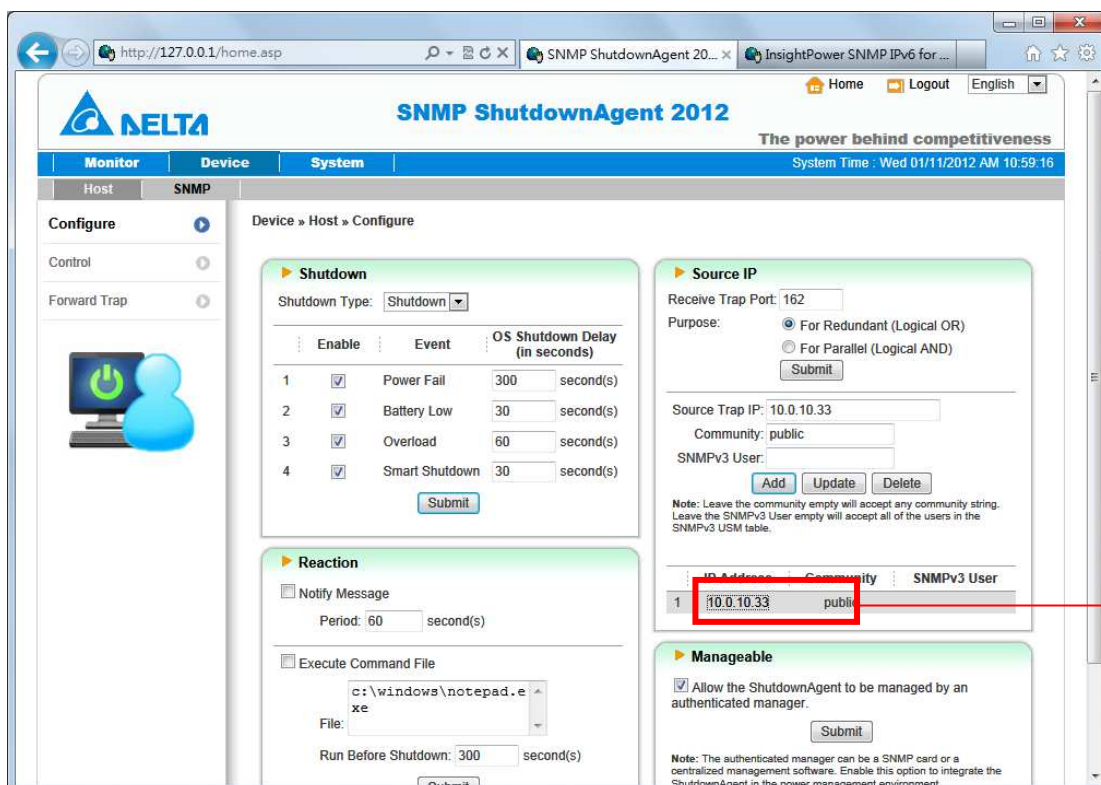 http://127.0.0.1/home.asp
SNMP ShutdownAgent 20...
InsightPower SNMP IPv6 for ...
Home
Logout
English
DELTA
SNMP ShutdownAgent 2012
The power behind competitiveness
Monitor Device System
System Time : Wed 01/11/2012 AM 10:59:16
Host SNMP
Configure
Control
Forward Trap
Device » Host » Configure
Shutdown
Shutdown Type: Shutdown
Enable Event OS Shutdown Delay (in seconds)
1 Power Fail 300 second(s)
2 Battery Low 30 second(s)
3 Overload 60 second(s)
4 Smart Shutdown 30 second(s)
Submit
Reaction
Notify Message
Period: 60 second(s)
Execute Command File
c:\windows\notepad.e
xe
File:
Run Before Shutdown: 300 second(s)
Submit
Source IP
Receive Trap Port: 162
Purpose: For Redundant (Logical OR)
For Parallel (Logical AND)
Submit
Source Trap IP: 10.0.10.33
Community: public
SNMPv3 User:
Add Update Delete
Note: Leave the community empty will accept any community string.
Leave the SNMPv3 User empty will accept all of the users in the
SNMPv3 USM table.
IP Address Community SNMPv3 User
1 10.0.10.33 public
Manageable
Allow the ShutdownAgent to be managed by an
authenticated manager.
Submit
Note: The authenticated manager can be a SNMP card or a
centralized management software. Enable this option to integrate the
ShutdownAgent in the power management environment.